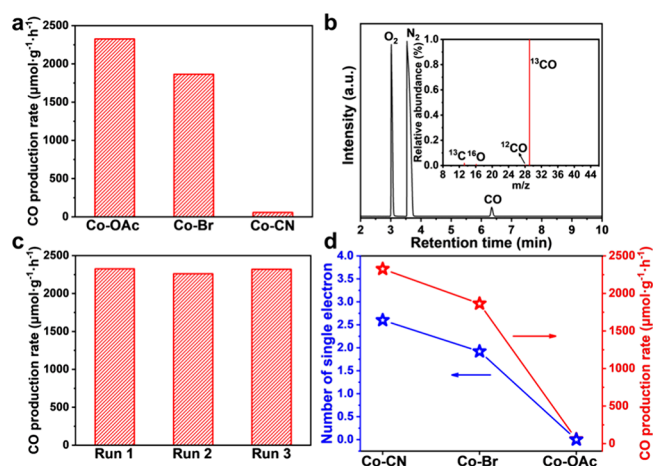 a
CO production rate (μmol·g⁻¹·h⁻¹)
2500
2000
1500
1000
500
0
Co-OAc Co-Br Co-CN
b
Intensity (a.u.)
O₂ N₂
CO
2 3 4 5 6 7 8 9 10
Retention time (min)
Relative abundance (%)
1.0
0.8
0.6
0.4
0.2
0.0
¹³CO
¹²CO
¹³C ¹⁶O
8 12 16 20 24 28 32 36 40 44
m/z
c
CO production rate (μmol·g⁻¹·h⁻¹)
2500
2000
1500
1000
500
0
Run 1 Run 2 Run 3
d
Number of single electron
4.0
3.5
3.0
2.5
2.0
1.5
1.0
0.5
0.0
Co-CN Co-Br Co-OAc
2500
2000
1500
1000
500
0
CO production rate (μmol·g⁻¹·h⁻¹)